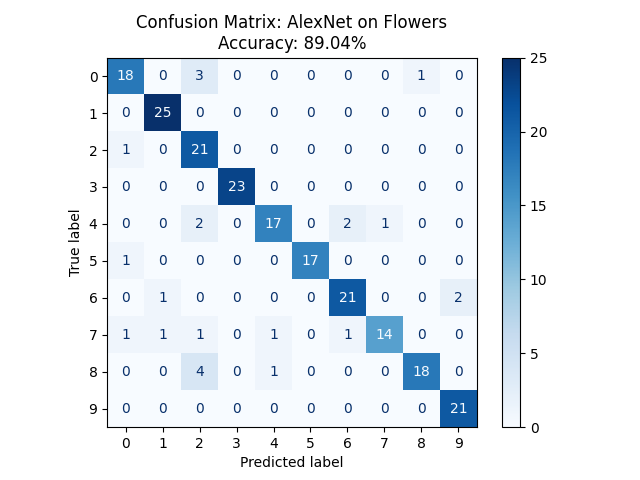 Confusion Matrix: AlexNet on Flowers
Accuracy: 89.04%
0 18 0 3 0 0 0 0 0 1 0
1 0 25 0 0 0 0 0 0 0 0
2 1 0 21 0 0 0 0 0 0 0
3 0 0 0 23 0 0 0 0 0 0
4 0 0 2 0 17 0 2 1 0 0
5 1 0 0 0 0 17 0 0 0 0
6 0 1 0 0 0 0 21 0 0 2
7 1 1 1 0 1 0 1 14 0 0
8 0 0 4 0 1 0 0 0 18 0
9 0 0 0 0 0 0 0 0 0 21
0 1 2 3 4 5 6 7 8 9
Predicted label
True label
25
20
15
10
5
0